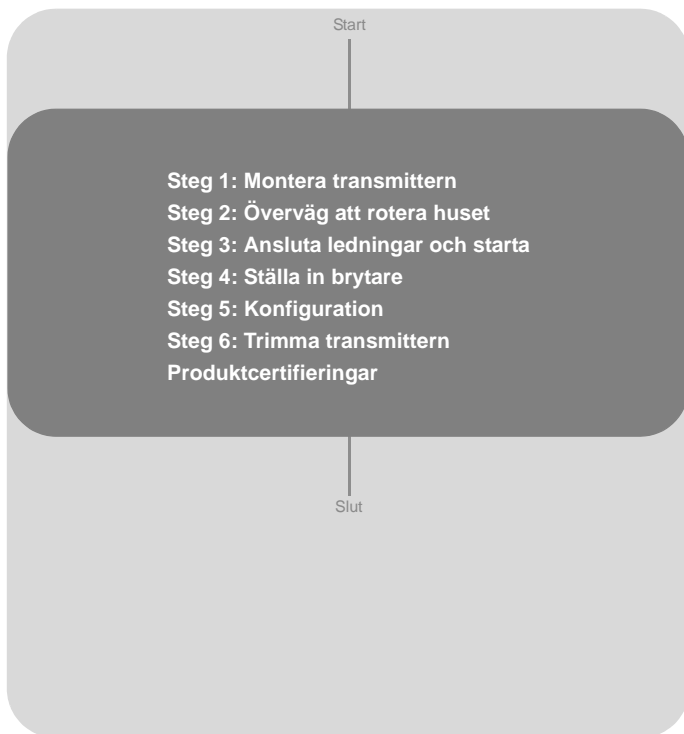 Start
Steg 1: Montera transmittern
Steg 2: Överväg att rotera huset
Steg 3: Ansluta ledningar och starta
Steg 4: Ställa in brytare
Steg 5: Konfiguration
Steg 6: Trimma transmittern
Produktcertifieringar
Slut